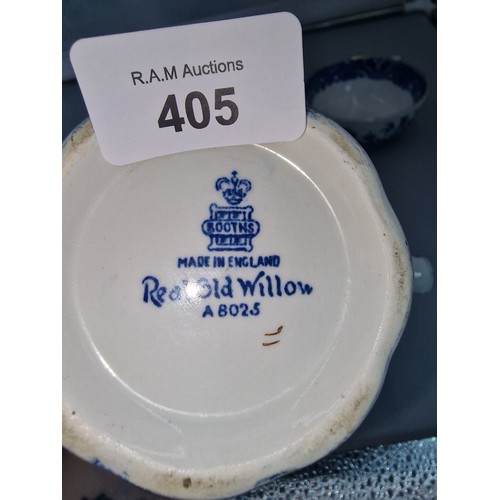 R.A.M Auctions
405
BOOTHS
MADE IN ENGLAND
Real Old Willow
A 8025